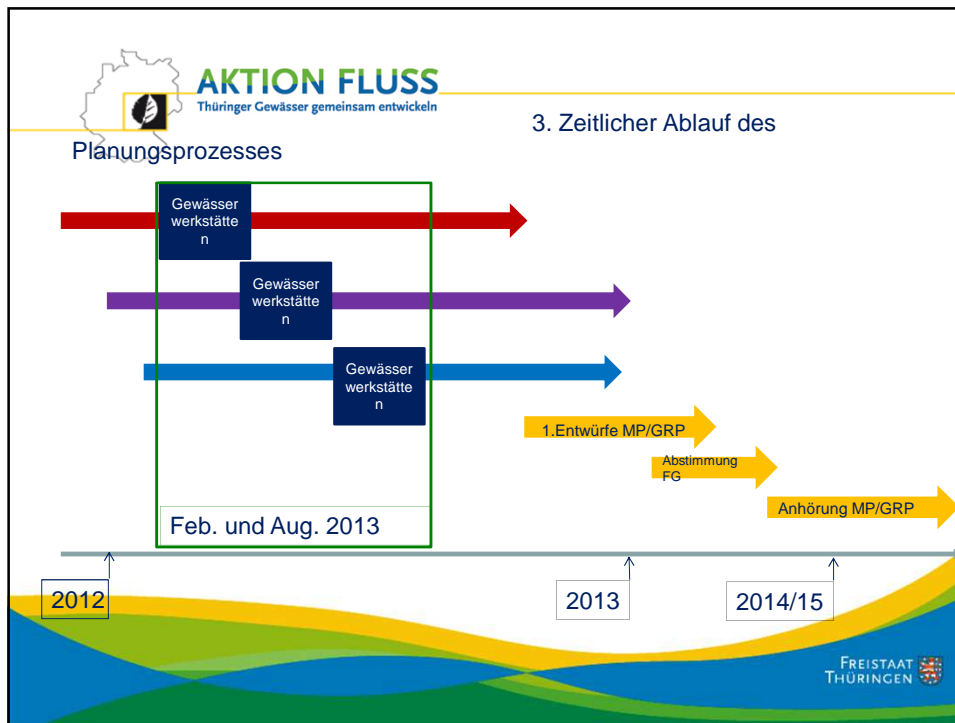 AKTION FLUSS
Thüringer Gewässer gemeinsam entwickeln
3. Zeitlicher Ablauf des
Planungsprozesses
Gewässer
werkstätte
n
Gewässer
werkstätte
n
Gewässer
werkstätte
n
1.Entwürfe MP/GRP
Abstimmung
FG
Anhörung MP/GRP
Feb. und Aug. 2013
2012
2013
2014/15
FREISTAAT
THÜRINGEN